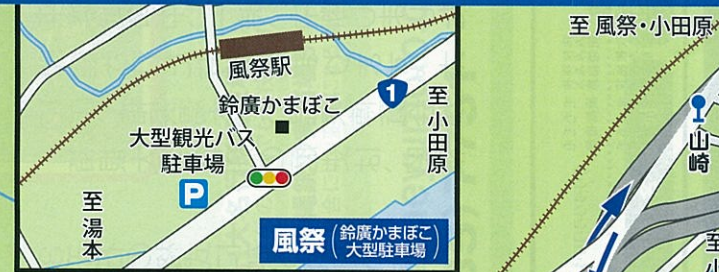 風祭駅
鈴廣かまぼこ
大型観光バス
駐車場
P
至湯本
1
至小田原
風祭（鈴廣かまぼこ
大型駐車場）
至 風祭・小田原
山崎
至